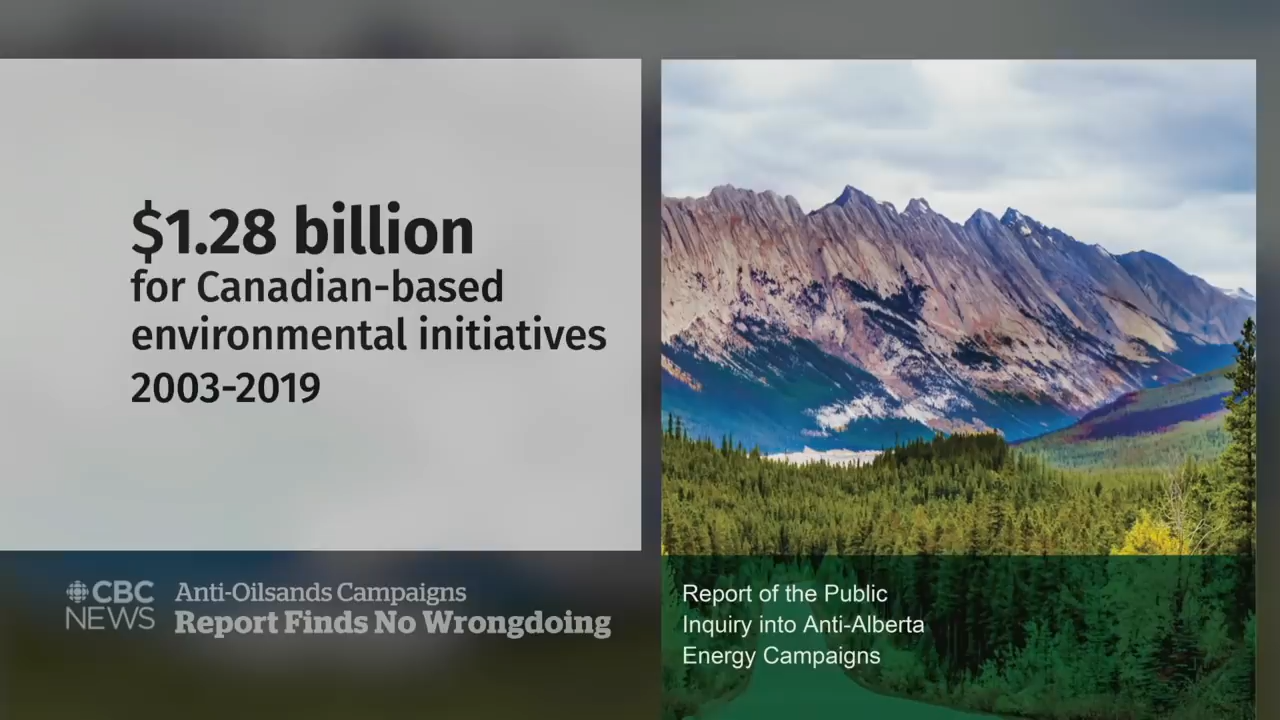 $1.28 billion
for Canadian-based
environmental initiatives
2003-2019
CBC
NEWS
Anti-Oilsands Campaigns
Report Finds No Wrongdoing
Report of the Public
Inquiry into Anti-Alberta
Energy Campaigns